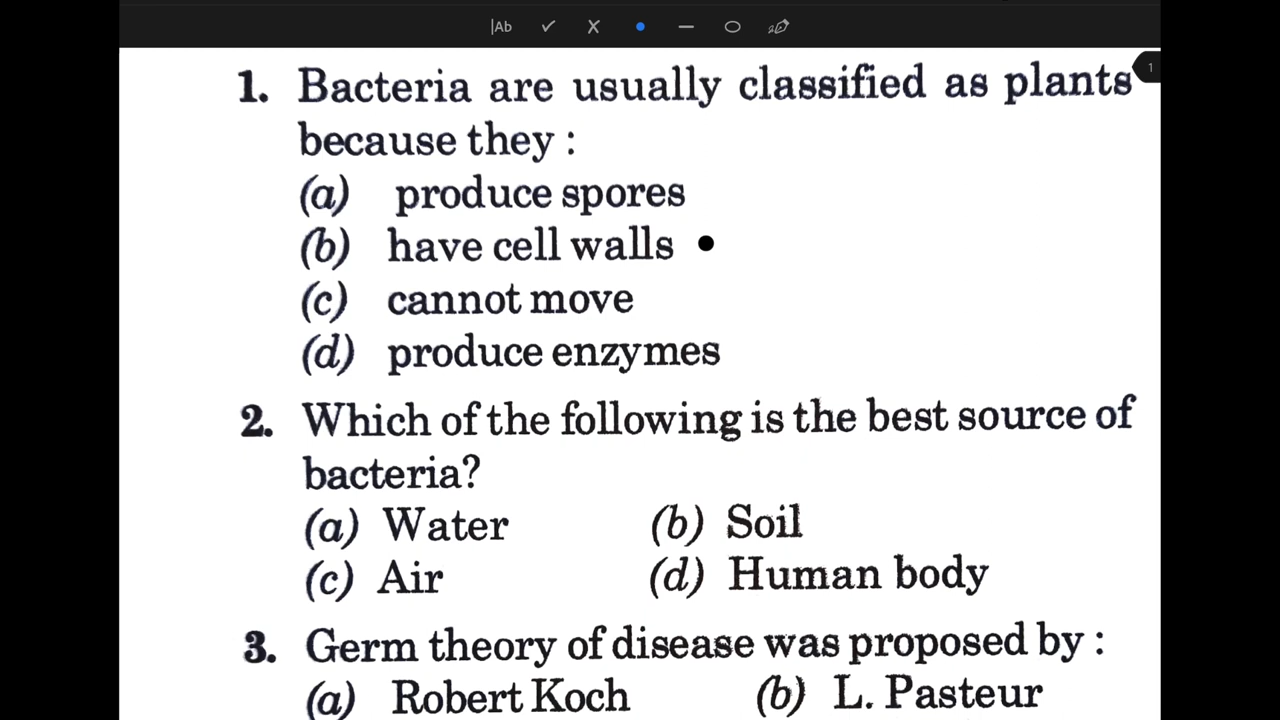 |Ab
1
1. Bacteria are usually classified as plants
because they :
(a) produce spores
(b) have cell walls •
(c) cannot move
(d) produce enzymes
2. Which of the following is the best source of
bacteria?
(a) Water (b) Soil
(c) Air (d) Human body
3. Germ theory of disease was proposed by :
(a) Robert Koch (b) L. Pasteur